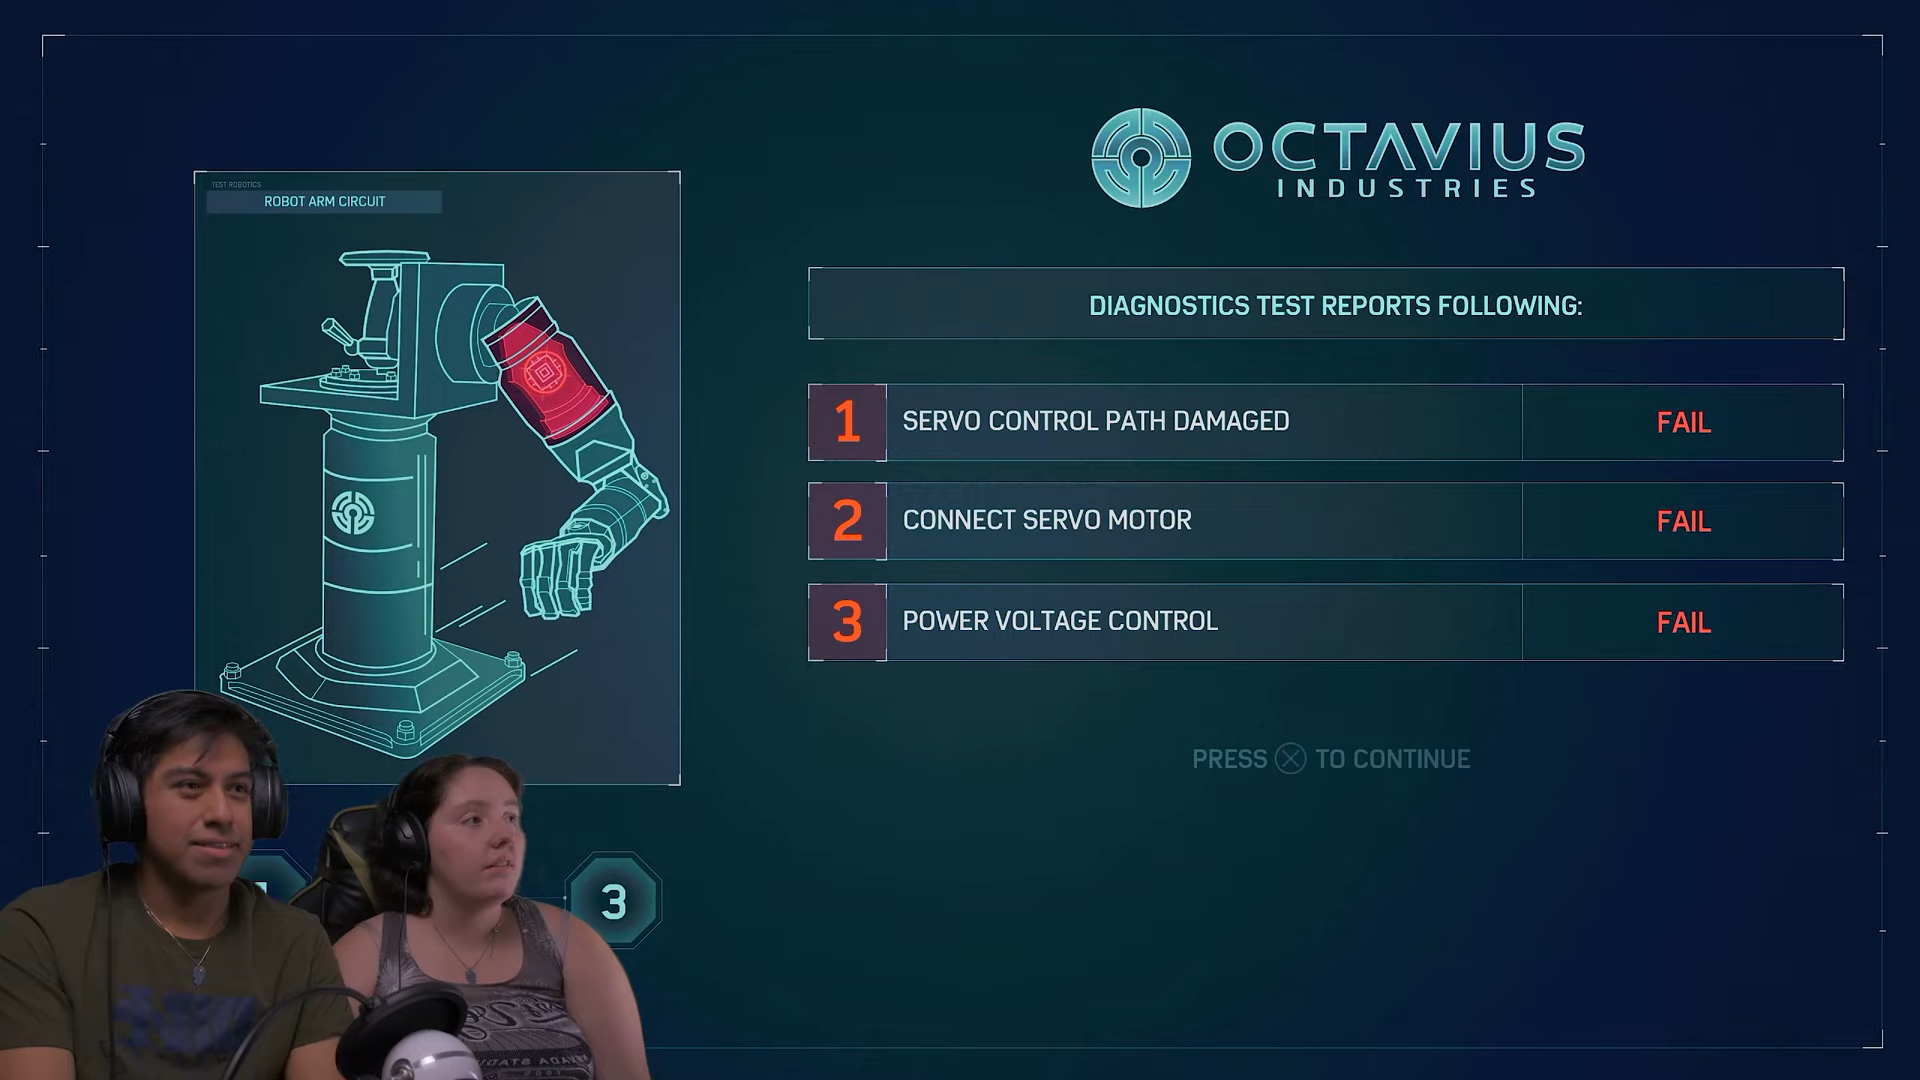 TEST ROBOTICS
ROBOT ARM CIRCUIT
OCTAVIUS
INDUSTRIES
DIAGNOSTICS TEST REPORTS FOLLOWING:
1 SERVO CONTROL PATH DAMAGED FAIL
2 CONNECT SERVO MOTOR FAIL
3 POWER VOLTAGE CONTROL FAIL
PRESS TO CONTINUE
3